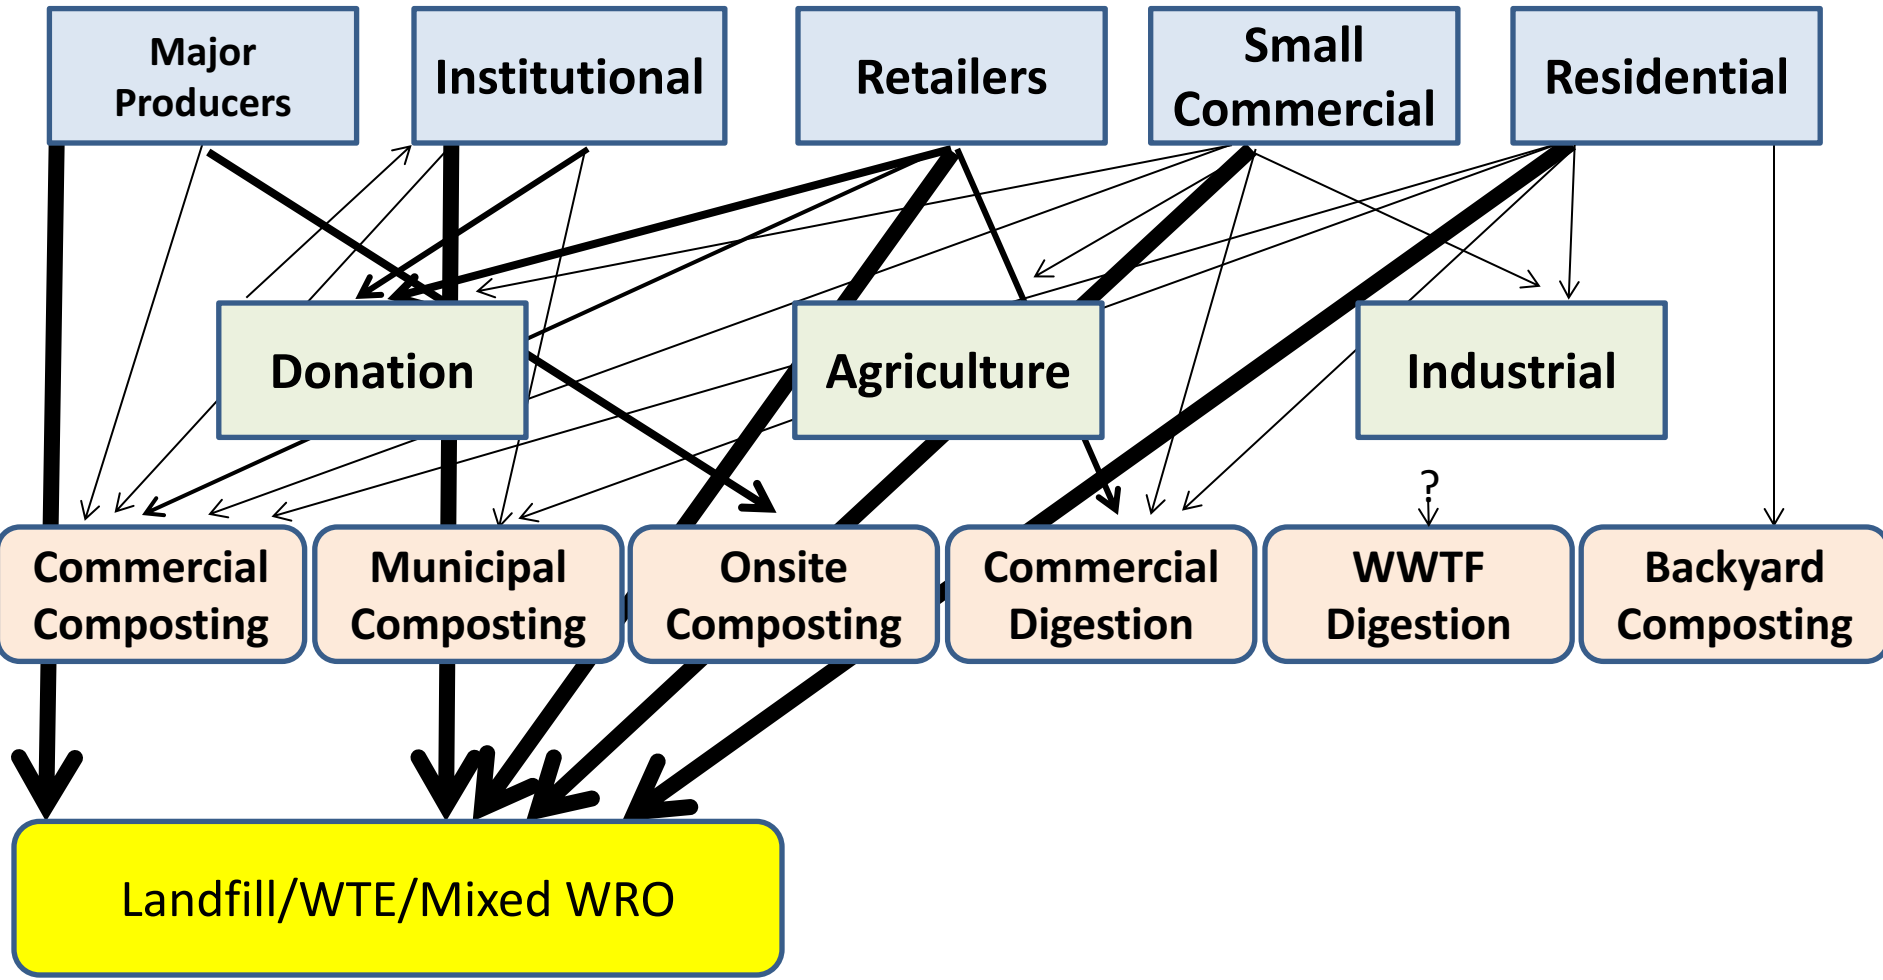 Major
Producers
Institutional
Retailers
Small
Commercial
Residential
Donation
Agriculture
Industrial
?
Commercial
Composting
Municipal
Composting
Onsite
Composting
Commercial
Digestion
WWTF
Digestion
Backyard
Composting
Landfill/WTE/Mixed WRO